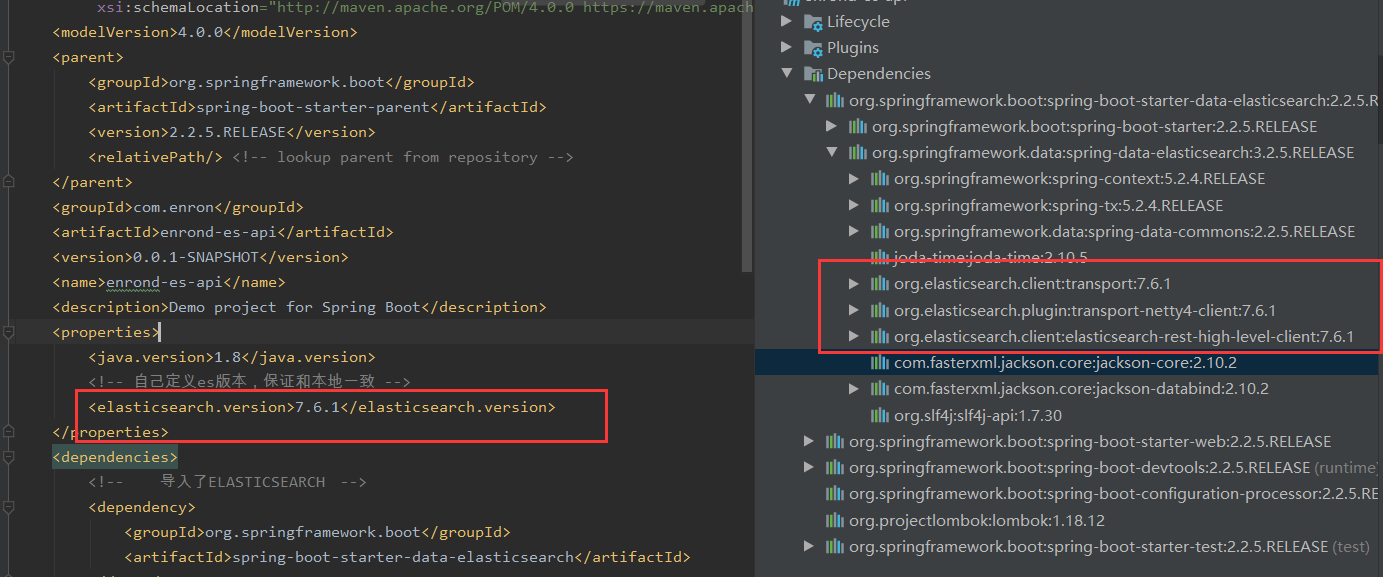 xsi:schemaLocation="http://maven.apache.org/POM/4.0.0 https://maven.apach
<modelVersion>4.0.0</modelVersion>
<parent>
<groupId>org.springframework.boot</groupId>
<artifactId>spring-boot-starter-parent</artifactId>
<version>2.2.5.RELEASE</version>
<relativePath/> <!-- lookup parent from repository -->
</parent>
<groupId>com.enron</groupId>
<artifactId>enrond-es-api</artifactId>
<version>0.0.1-SNAPSHOT</version>
<name>enrond-es-api</name>
<description>Demo project for Spring Boot</description>
<properties>
<java.version>1.8</java.version>
<!-- 自己定义es版本，保证和本地一致 -->
<elasticsearch.version>7.6.1</elasticsearch.version>
</properties>
<dependencies>
<!-- 导入了ELASTICSEARCH -->
<dependency>
<groupId>org.springframework.boot</groupId>
<artifactId>spring-boot-starter-data-elasticsearch</artifactId>
Lifecycle
Plugins
Dependencies
org.springframework.boot:spring-boot-starter-data-elasticsearch:2.2.5.R
org.springframework.boot:spring-boot-starter:2.2.5.RELEASE
org.springframework.data:spring-data-elasticsearch:3.2.5.RELEASE
org.springframework:spring-context:5.2.4.RELEASE
org.springframework:spring-tx:5.2.4.RELEASE
org.springframework.data:spring-data-commons:2.2.5.RELEASE
joda-time:joda-time:2.10.5
org.elasticsearch.client:transport:7.6.1
org.elasticsearch.plugin:transport-netty4-client:7.6.1
org.elasticsearch.client:elasticsearch-rest-high-level-client:7.6.1
com.fasterxml.jackson.core:jackson-core:2.10.2
com.fasterxml.jackson.core:jackson-databind:2.10.2
org.slf4j:slf4j-api:1.7.30
org.springframework.boot:spring-boot-starter-web:2.2.5.RELEASE
org.springframework.boot:spring-boot-devtools:2.2.5.RELEASE (runtime)
org.springframework.boot:spring-boot-configuration-processor:2.2.5.RE
org.projectlombok:lombok:1.18.12
org.springframework.boot:spring-boot-starter-test:2.2.5.RELEASE (test)